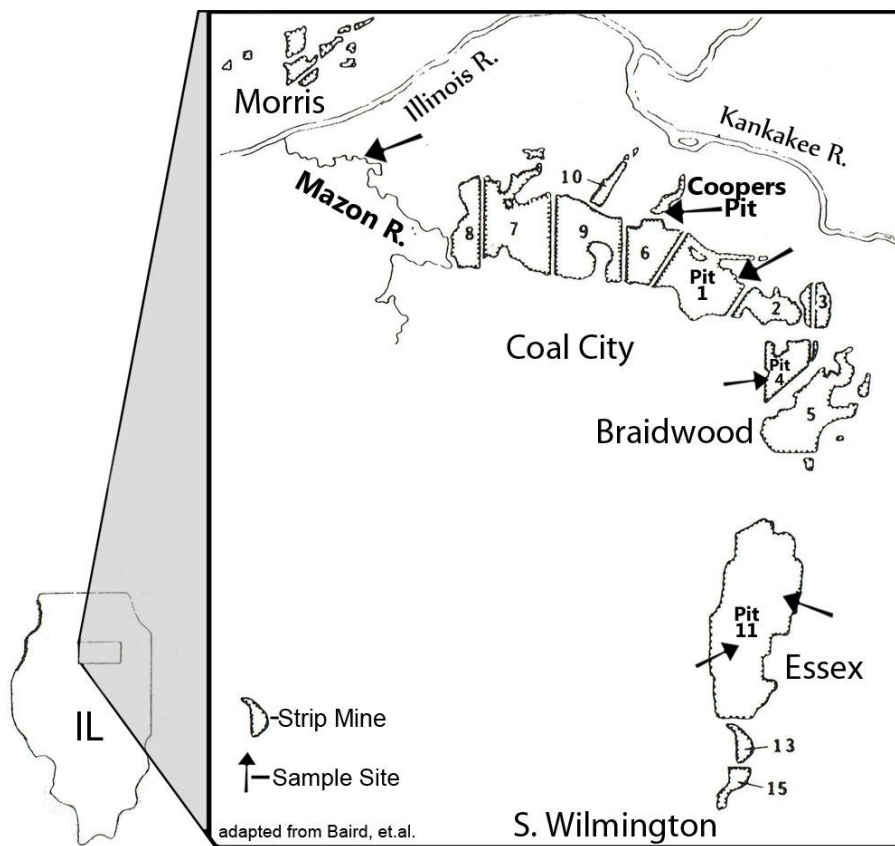 Morris
Illinois R.
Kankakee R.
Mazon R.
10
Coopers
Pit
8
7
9
6
Pit
1
2
3
Coal City
Pit
4
5
Braidwood
Pit
11
Essex
IL
Strip Mine
13
Sample Site
15
adapted from Baird, et.al.
S. Wilmington